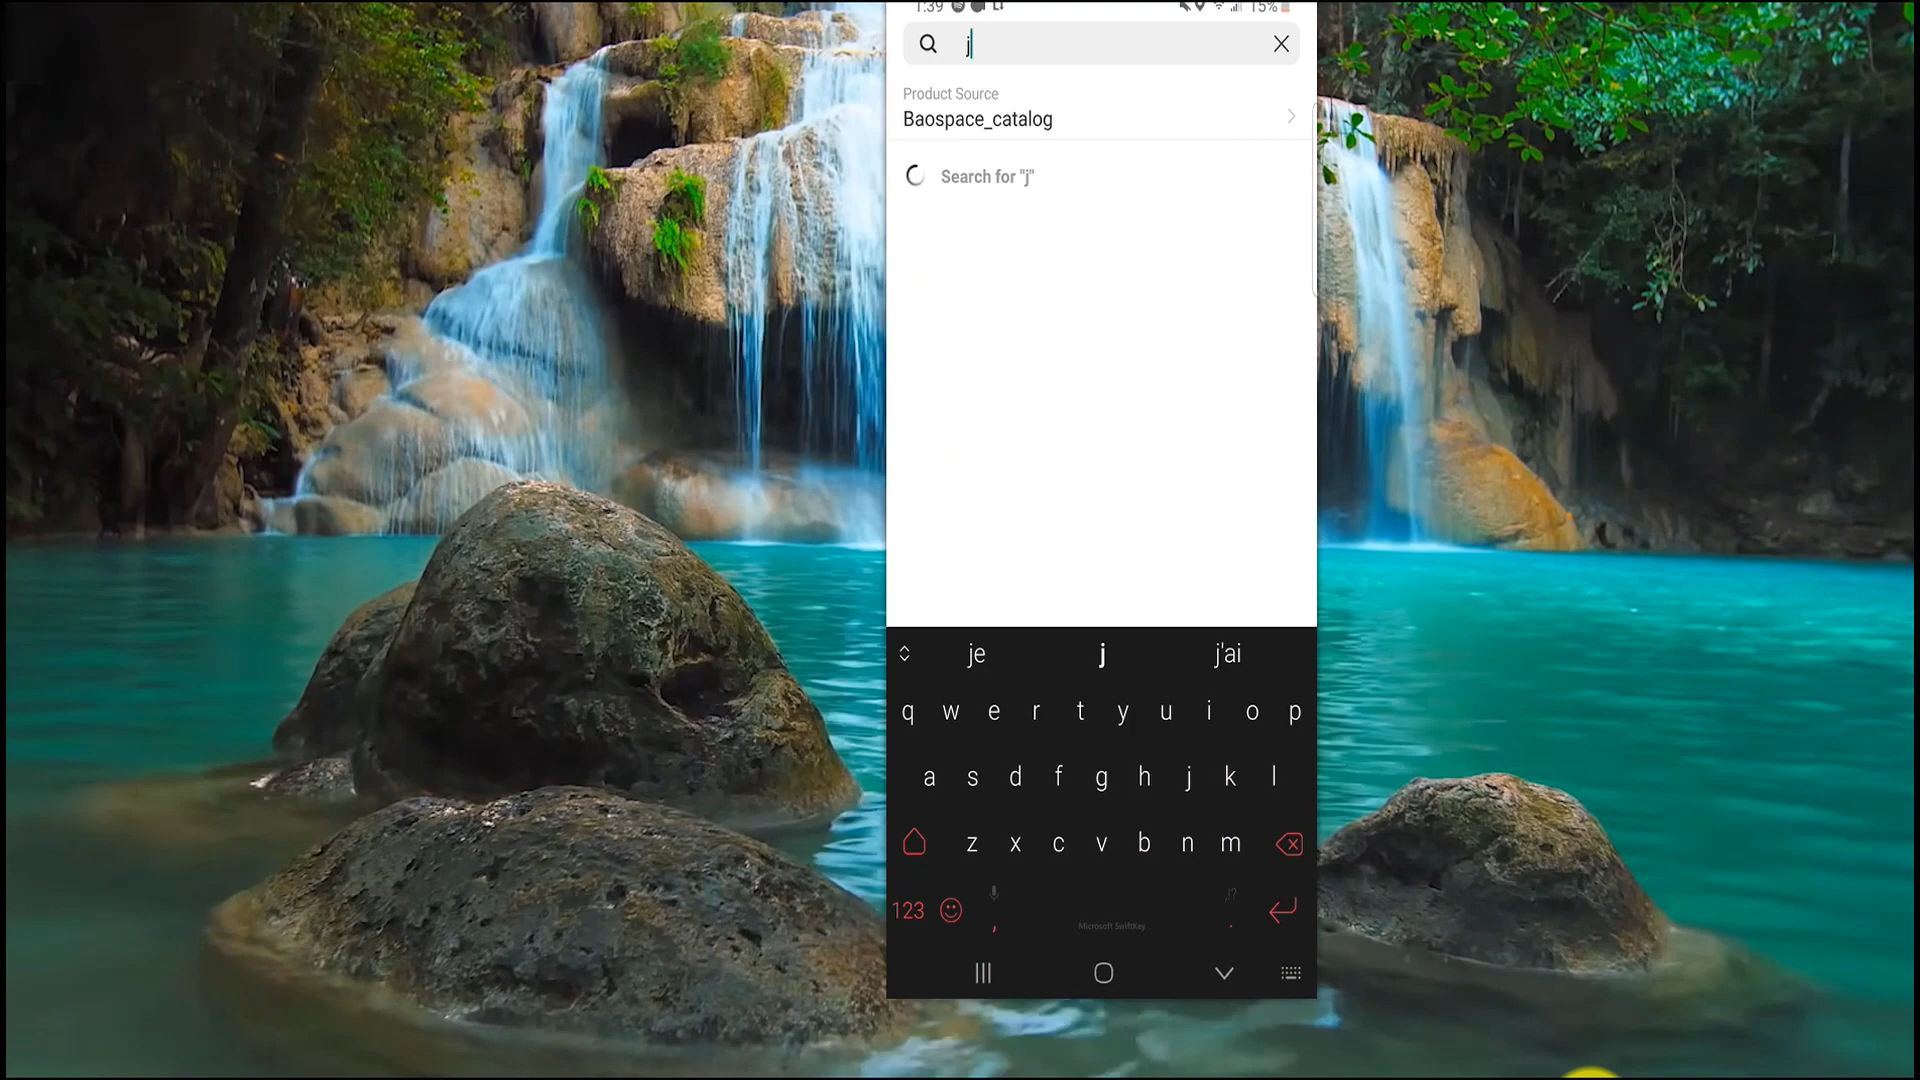 1:39 15%
j
Product Source
Baospace_catalog
Search for "j"
je j j'ai
q w e r t y u i o p
a s d f g h j k l
z x c v b n m
,!?
123 , .
Microsoft SwiftKey